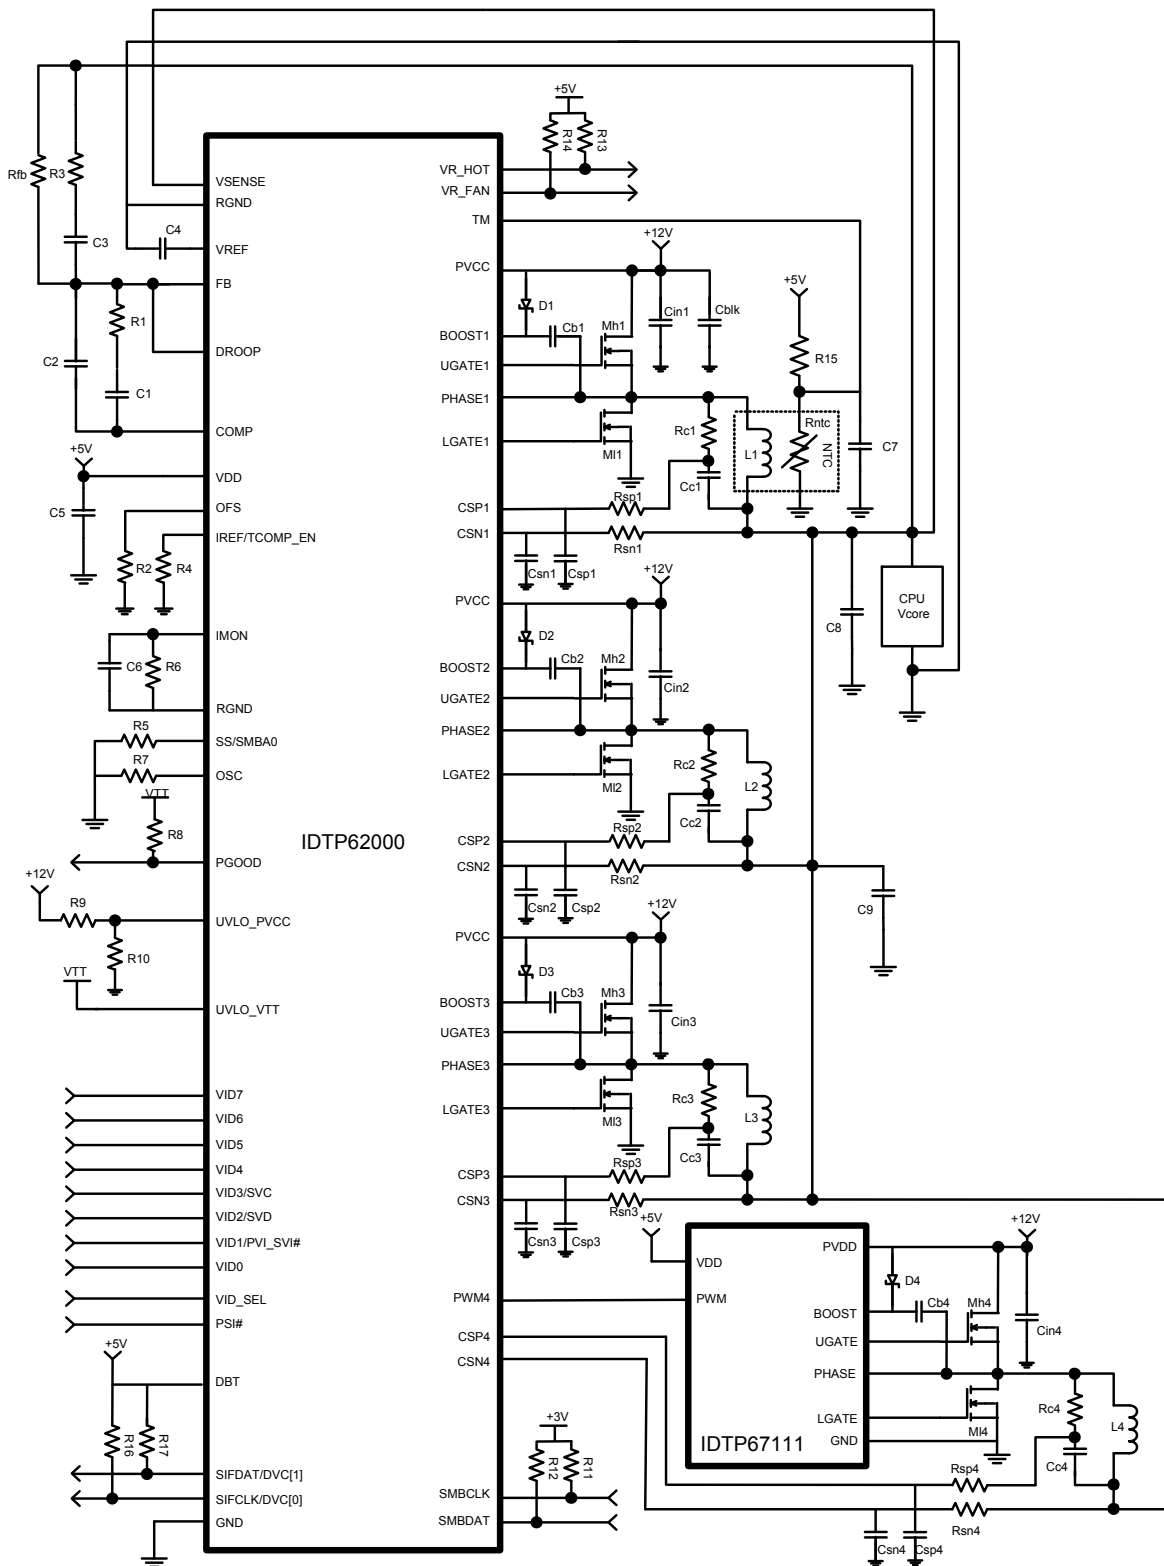 +5V
R14
R13
Rfb
R3
C3
C4
VSENSE
RGND
VREF
FB
R1
DROOP
C2
C1
COMP
+5V
VDD
C5
OFS
IREF/TCOMP_EN
R2
R4
IMON
C6
R6
RGND
R5
SS/SMBA0
R7
OSC
VTT
R8
PGOOD
+12V
R9
UVLO_PVCC
R10
VTT
UVLO_VTT
VID7
VID6
VID5
VID4
VID3/SVC
VID2/SVD
VID1/PVI_SVI#
VID0
VID_SEL
PSI#
+5V
DBT
R16
R17
SIFDAT/DVC[1]
SIFCLK/DVC[0]
GND
IDTP62000
VR_HOT
VR_FAN
TM
+12V
PVCC
D1
Cin1
Cblk
+5V
BOOST1
Cb1
Mh1
UGATE1
R15
PHASE1
LGATE1
Ml1
Rc1
L1
Rntc
NTC
C7
Cc1
Rsp1
CSP1
CSN1
Rsn1
Csn1
Csp1
+12V
CPU
Vcore
C8
PVCC
D2
BOOST2
Cb2
Mh2
UGATE2
Cin2
PHASE2
LGATE2
Ml2
Rc2
L2
Cc2
Rsp2
CSP2
CSN2
Rsn2
Csn2
Csp2
C9
+12V
PVCC
D3
BOOST3
Cb3
Mh3
UGATE3
Cin3
PHASE3
LGATE3
Ml3
Rc3
L3
Cc3
Rsp3
CSP3
CSN3
Rsn3
Csn3
Csp3
+5V
+12V
VDD
PVDD
PWM4
PWM
D4
BOOST
Cb4
Mh4
UGATE
Cin4
CSP4
CSN4
PHASE
LGATE
Ml4
Rc4
L4
GND
IDTP67111
Cc4
Rsp4
Rsn4
Csn4
Csp4
+3V
R12
R11
SMBCLK
SMBDAT